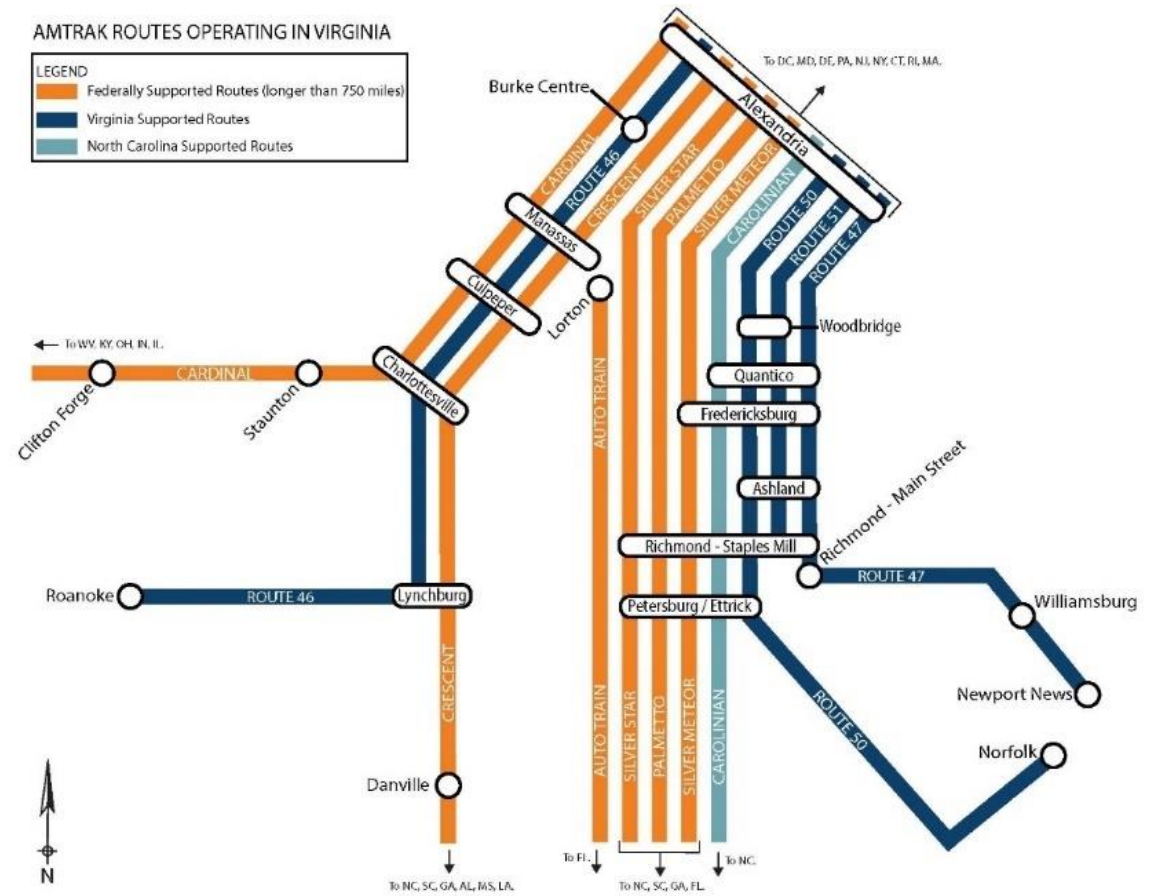 AMTRAK ROUTES OPERATING IN VIRGINIA
LEGEND
Federally Supported Routes (longer than 750 miles)
Virginia Supported Routes
North Carolina Supported Routes
To DC, MD, DE, PA, NJ, NY, CT, RI, MA.
Burke Centre
Alexandria
CARDINAL
ROUTE 46
CRESCENT
SILVER STAR
PALMETTO
SILVER METEOR
CAROLINIAN
ROUTE 50
ROUTE 51
ROUTE 47
Manassas
Culpeper
Lorton
Woodbridge
To WV, KY, OH, IN, IL.
CARDINAL
Clifton Forge
Staunton
Charlottesville
Quantico
AUTO TRAIN
Fredericksburg
Ashland
Richmond - Main Street
Richmond - Staples Mill
ROUTE 47
Roanoke
ROUTE 46
Lynchburg
Petersburg / Ettrick
Williamsburg
CRESCENT
AUTO TRAIN
SILVER STAR
PALMETTO
SILVER METEOR
CAROLINIAN
ROUTE 50
Newport News
Norfolk
Danville
N
To NC, SC, GA, AL, MS, LA.
To FL.
To NC, SC, GA, FL.
To NC.